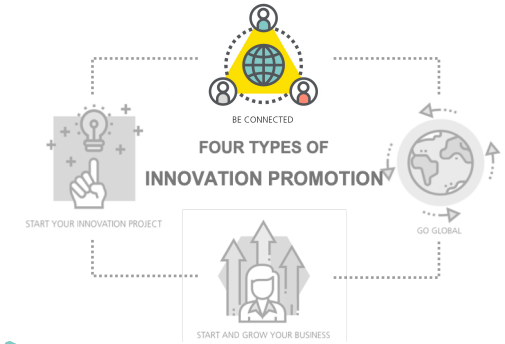 BE CONNECTED
FOUR TYPES OF
INNOVATION PROMOTION
START YOUR INNOVATION PROJECT
GO GLOBAL
START AND GROW YOUR BUSINESS